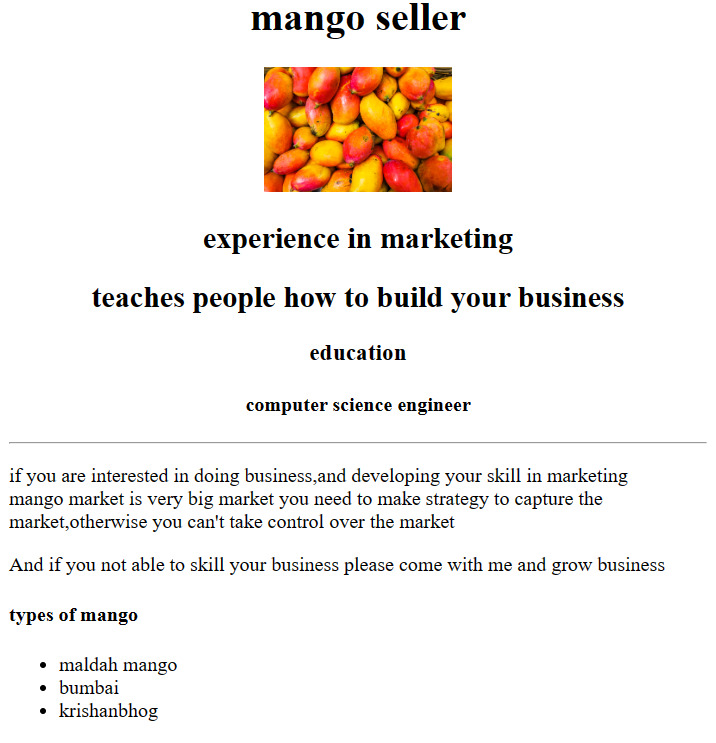 mango seller
experience in marketing
teaches people how to build your business
education
computer science engineer
if you are interested in doing business,and developing your skill in marketing
mango market is very big market you need to make strategy to capture the
market,otherwise you can't take control over the market
And if you not able to skill your business please come with me and grow business
types of mango
maldah mango
bumbai
krishanbhog